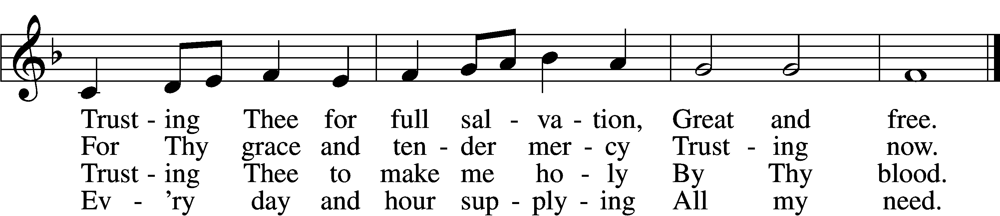 Trust - ing Thee for full sal - va - tion, Great and free.
For Thy grace and ten - der mer - cy Trust - ing now.
Trust - ing Thee to make me ho - ly By Thy blood.
Ev - ’ry day and hour sup - ply - ing All my need.